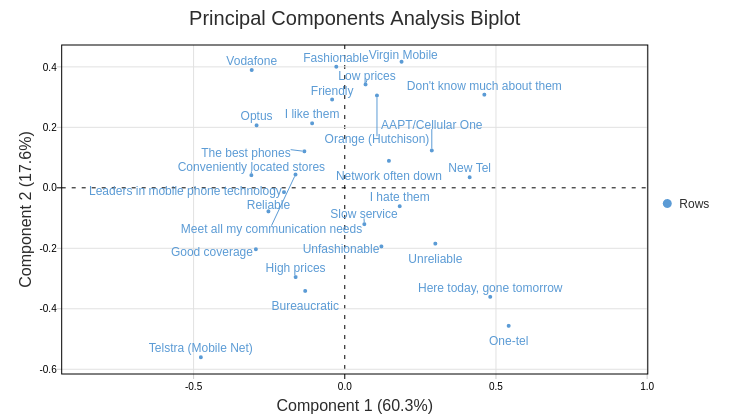 Principal Components Analysis Biplot
Vodafone
Fashionable
Virgin Mobile
Low prices
Friendly
Don't know much about them
Optus
I like them
AAPT/Cellular One
Orange (Hutchison)
The best phones
Conveniently located stores
New Tel
Network often down
Leaders in mobile phone technology
Reliable
I hate them
Slow service
Meet all my communication needs
Good coverage
Unfashionable
Unreliable
High prices
Here today, gone tomorrow
Bureaucratic
One-tel
Telstra (Mobile Net)
0.4
0.2
0.0
-0.2
-0.4
-0.6
-0.5
0.0
0.5
1.0
Component 2 (17.6%)
Component 1 (60.3%)
Rows